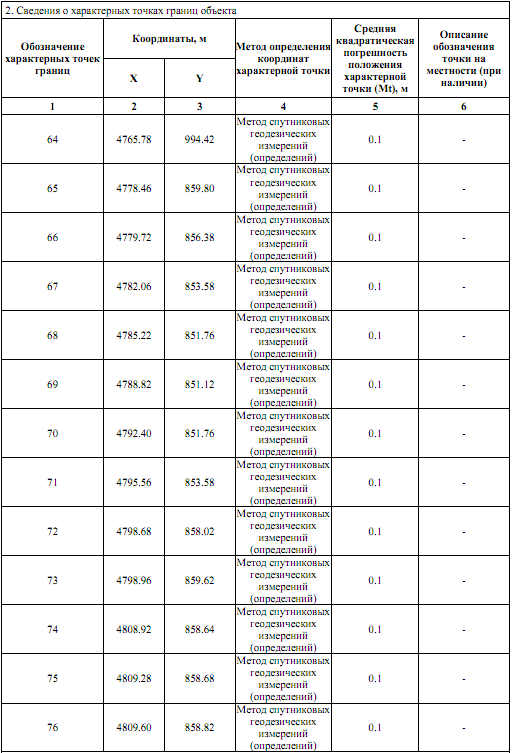 2. Сведения о характерных точках границ объекта
Обозначение
характерных точек
границ
Координаты, м
X
Y
Метод определения
координат
характерной точки
Средняя
квадратическая
погрешность
положения
характерной
точки (Mt), м
Описание
обозначения
точки на
местности (при
наличии)
1 2 3 4 5 6
64 4765.78 994.42 Метод спутниковых
геодезических
измерений
(определений) 0.1 -
65 4778.46 859.80 Метод спутниковых
геодезических
измерений
(определений) 0.1 -
66 4779.72 856.38 Метод спутниковых
геодезических
измерений
(определений) 0.1 -
67 4782.06 853.58 Метод спутниковых
геодезических
измерений
(определений) 0.1 -
68 4785.22 851.76 Метод спутниковых
геодезических
измерений
(определений) 0.1 -
69 4788.82 851.12 Метод спутниковых
геодезических
измерений
(определений) 0.1 -
70 4792.40 851.76 Метод спутниковых
геодезических
измерений
(определений) 0.1 -
71 4795.56 853.58 Метод спутниковых
геодезических
измерений
(определений) 0.1 -
72 4798.68 858.02 Метод спутниковых
геодезических
измерений
(определений) 0.1 -
73 4798.96 859.62 Метод спутниковых
геодезических
измерений
(определений) 0.1 -
74 4808.92 858.64 Метод спутниковых
геодезических
измерений
(определений) 0.1 -
75 4809.28 858.68 Метод спутниковых
геодезических
измерений
(определений) 0.1 -
76 4809.60 858.82 Метод спутниковых
геодезических
измерений
(определений) 0.1 -